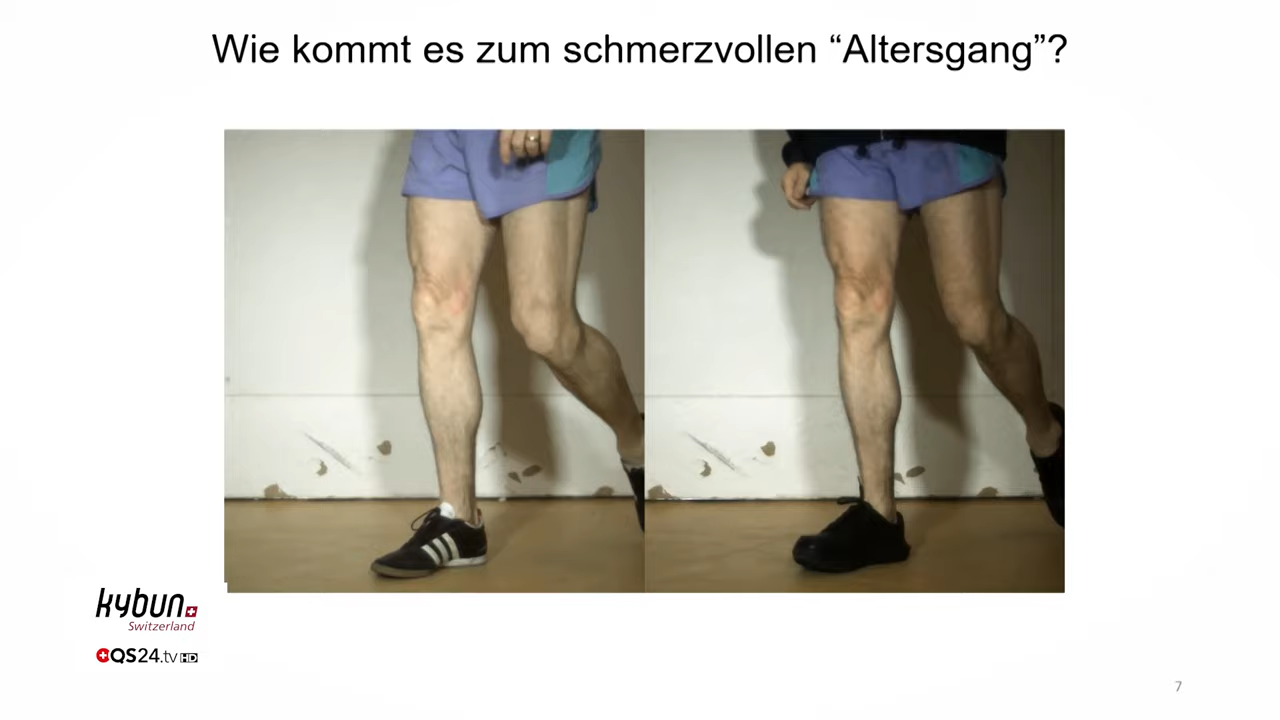 Wie kommt es zum schmerzvollen “Altersgang”?
kybun
Switzerland
QS24.tv HD
7